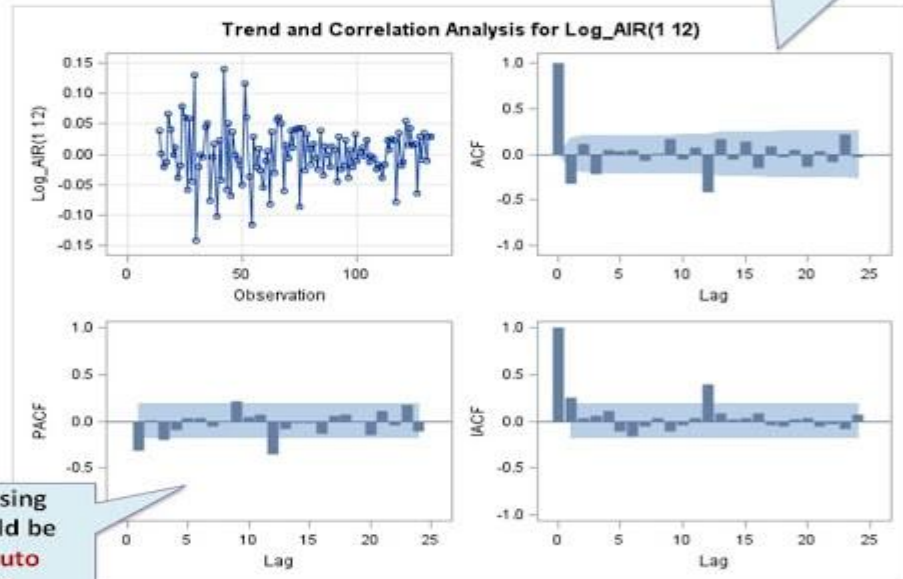 Trend and Correlation Analysis for Log_AIR(1 12)
0.15
0.10
0.05
0.00
-0.05
-0.10
-0.15
Log_AIR(1 12)
0 50 100
Observation
1.0
0.5
0.0
-0.5
-1.0
ACF
0 5 10 15 20 25
Lag
1.0
0.5
0.0
-0.5
PACF
0 5 10 15 20 25
Lag
1.0
0.5
0.0
-0.5
-1.0
IACF
0 5 10 15 20 25
Lag
sing
ld be
uto